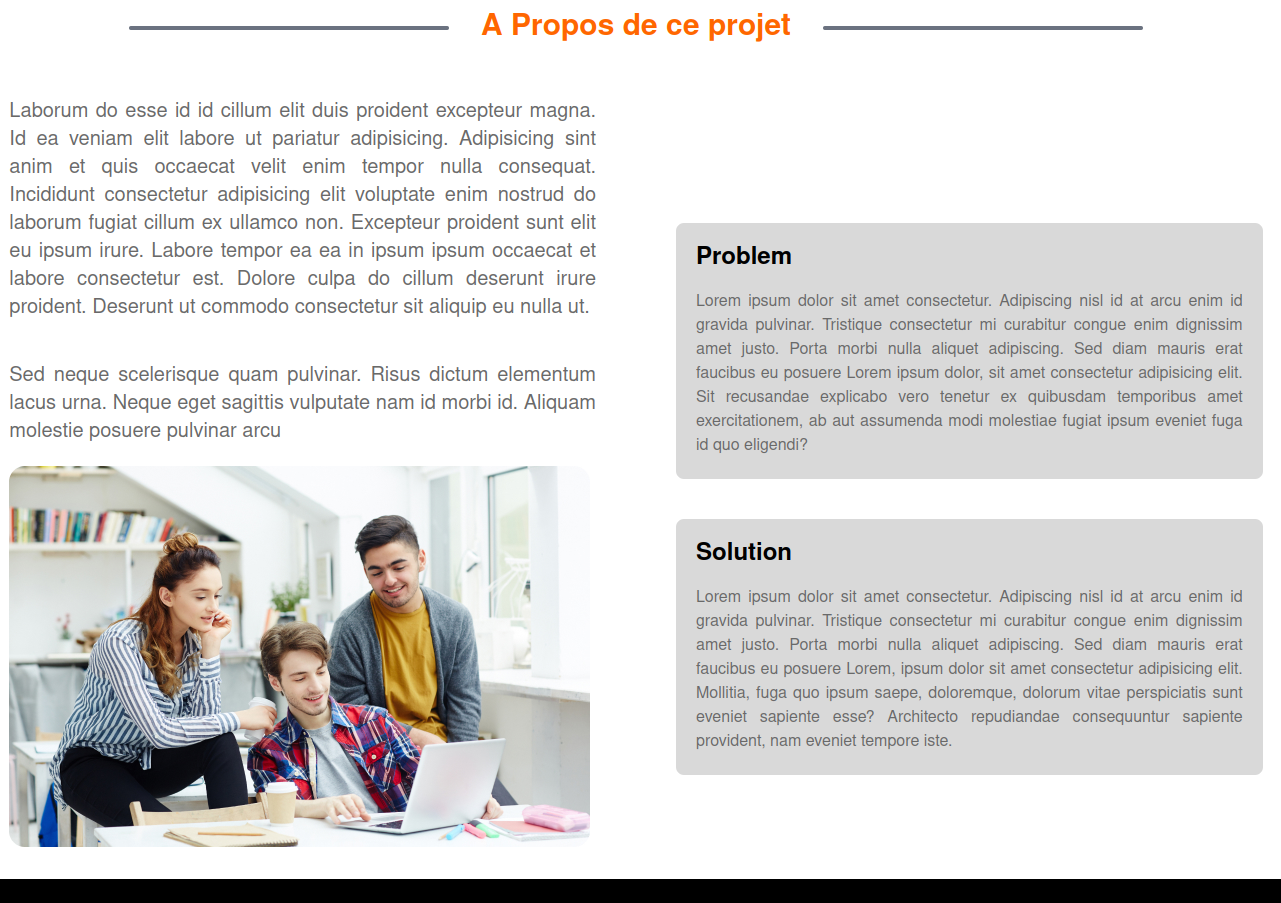 A Propos de ce projet
Laborum do esse id id cillum elit duis proident excepteur magna.
Id ea veniam elit labore ut pariatur adipisicing. Adipisicing sint
anim et quis occaecat velit enim tempor nulla consequat.
Incididunt consectetur adipisicing elit voluptate enim nostrud do
laborum fugiat cillum ex ullamco non. Excepteur proident sunt elit
eu ipsum irure. Labore tempor ea ea in ipsum ipsum occaecat et
labore consectetur est. Dolore culpa do cillum deserunt irure
proident. Deserunt ut commodo consectetur sit aliquip eu nulla ut.
Sed neque scelerisque quam pulvinar. Risus dictum elementum
lacus urna. Neque eget sagittis vulputate nam id morbi id. Aliquam
molestie posuere pulvinar arcu
Problem
Lorem ipsum dolor sit amet consectetur. Adipiscing nisl id at arcu enim id
gravida pulvinar. Tristique consectetur mi curabitur congue enim dignissim
amet justo. Porta morbi nulla aliquet adipiscing. Sed diam mauris erat
faucibus eu posuere Lorem ipsum dolor, sit amet consectetur adipisicing elit.
Sit recusandae explicabo vero tenetur ex quibusdam temporibus amet
exercitationem, ab aut assumenda modi molestiae fugiat ipsum eveniet fuga
id quo eligendi?
Solution
Lorem ipsum dolor sit amet consectetur. Adipiscing nisl id at arcu enim id
gravida pulvinar. Tristique consectetur mi curabitur congue enim dignissim
amet justo. Porta morbi nulla aliquet adipiscing. Sed diam mauris erat
faucibus eu posuere Lorem, ipsum dolor sit amet consectetur adipisicing elit.
Mollitia, fuga quo ipsum saepe, doloremque, dolorum vitae perspiciatis sunt
eveniet sapiente esse? Architecto repudiandae consequuntur sapiente
provident, nam eveniet tempore iste.